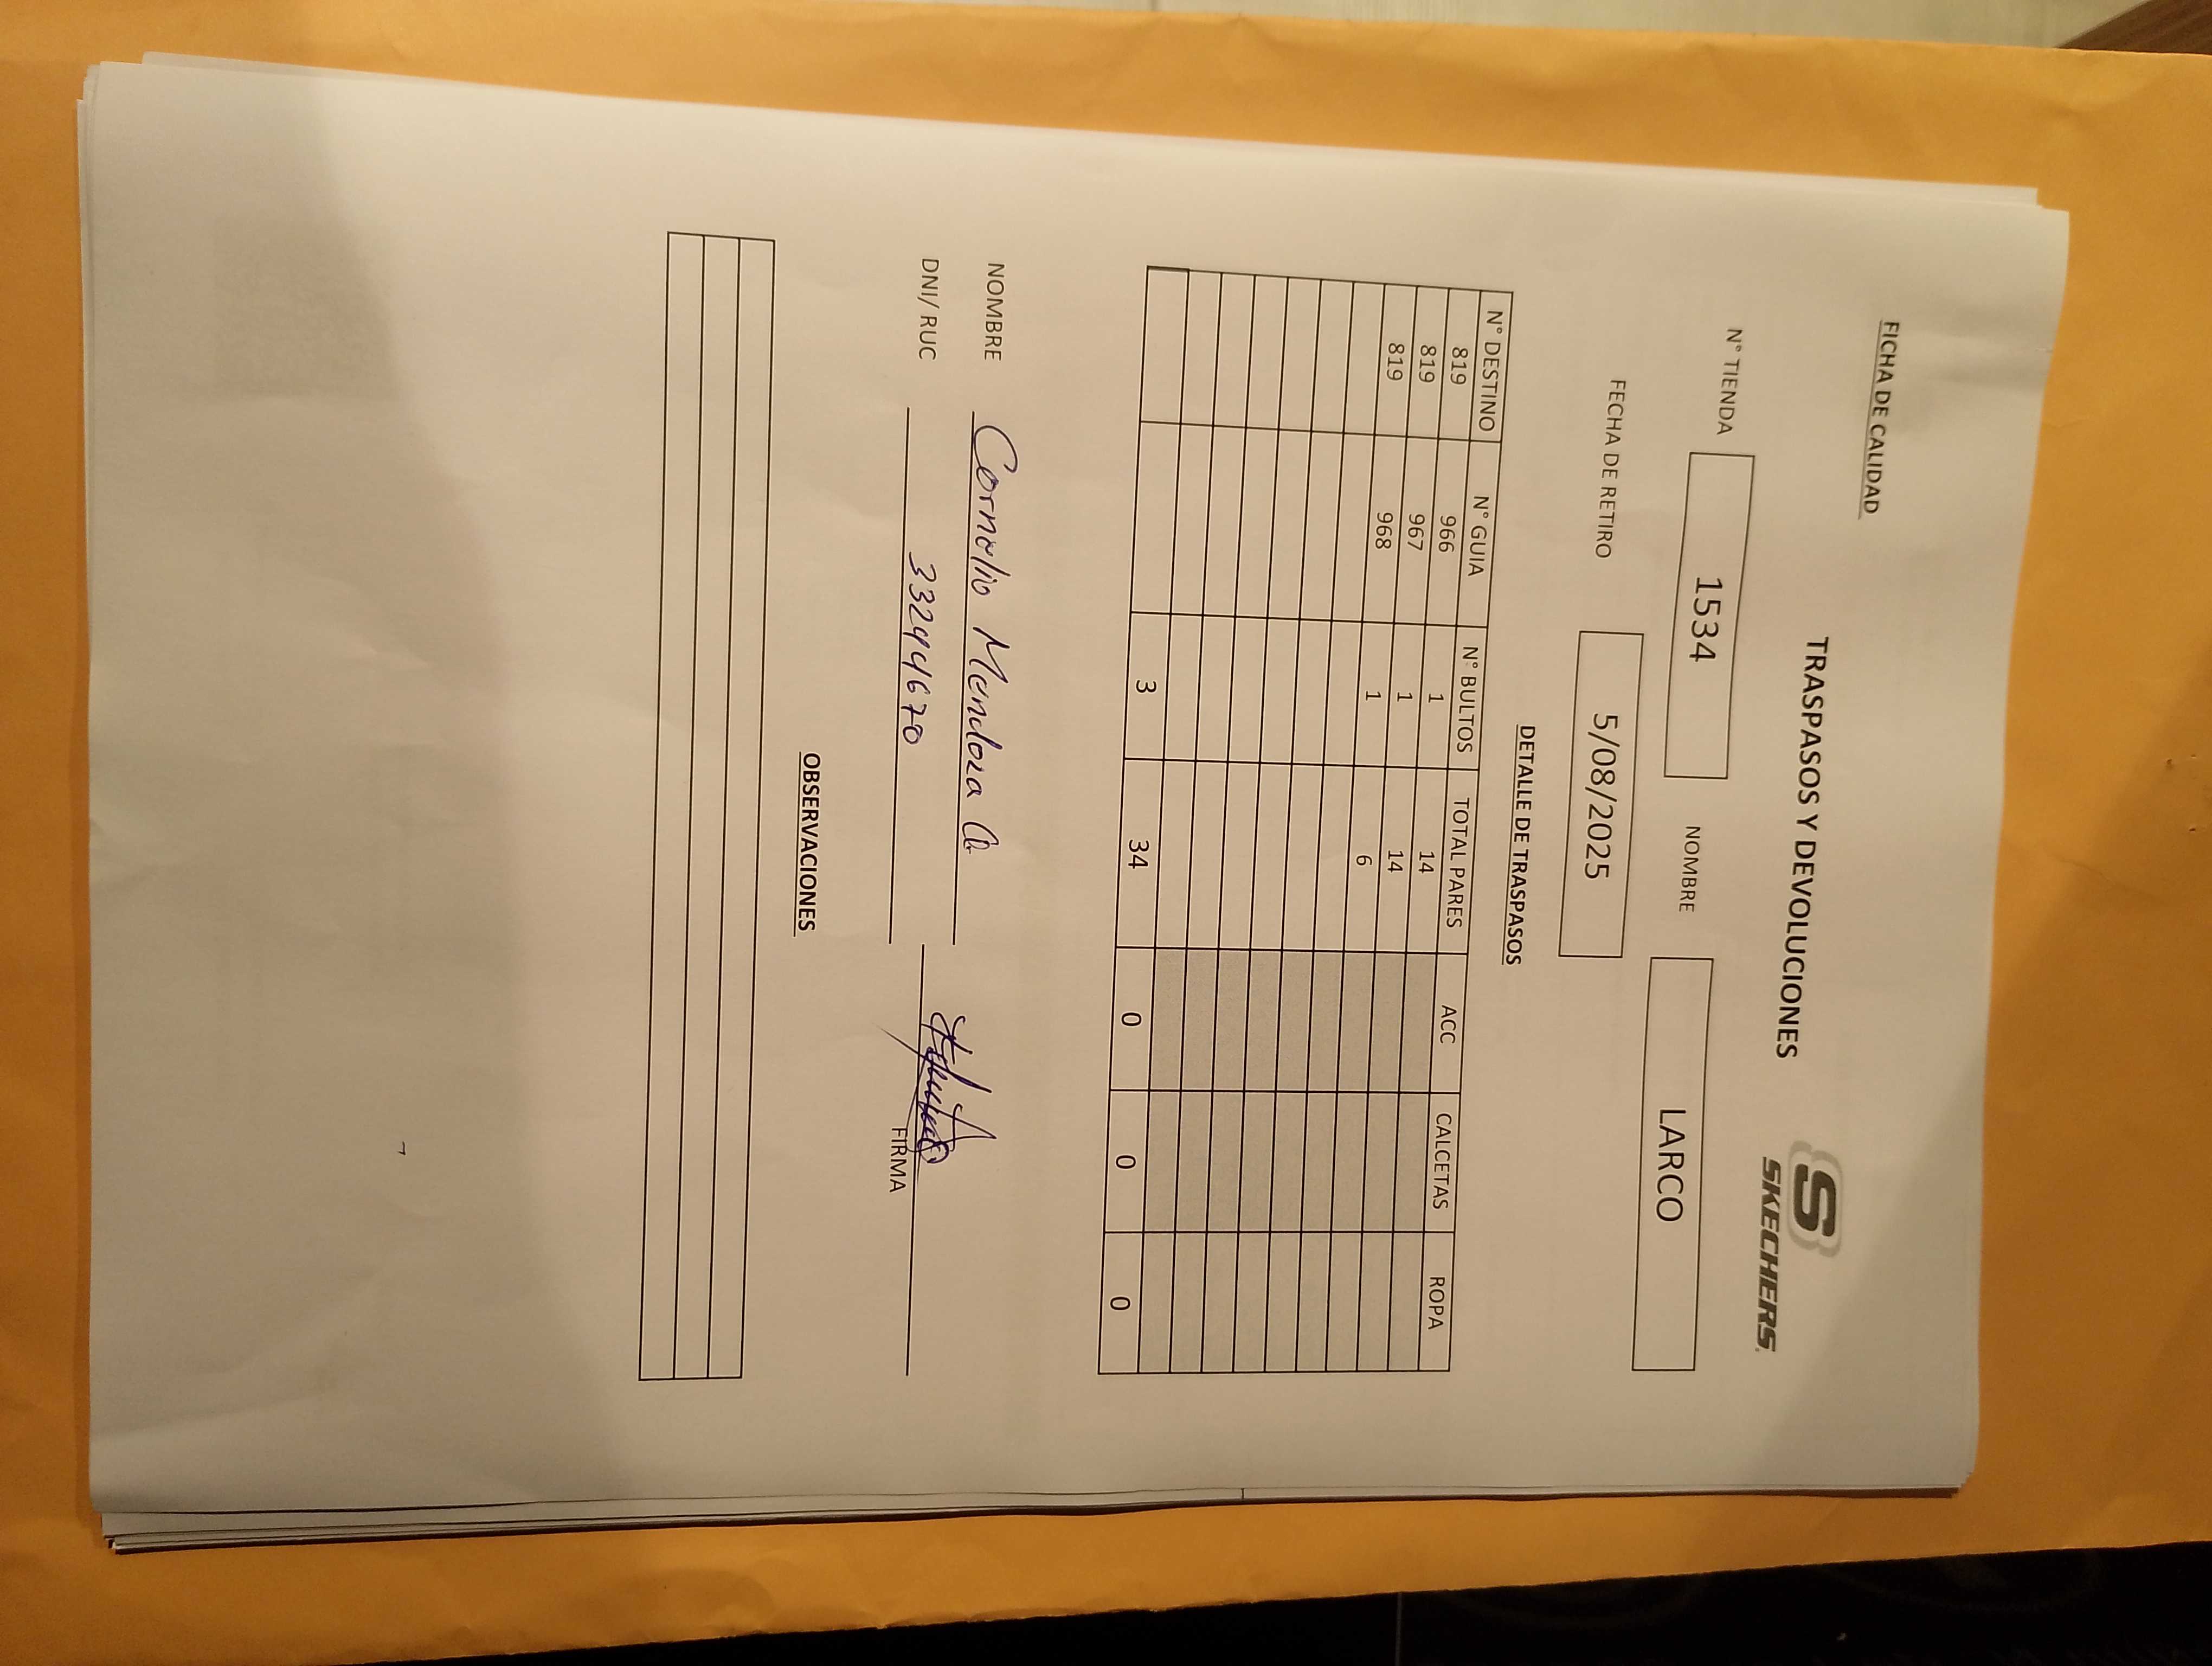 FICHA DE CALIDAD
TRASPASOS Y DEVOLUCIONES
S
SKECHERS
N° TIENDA 1534 NOMBRE LARCO
FECHA DE RETIRO 5/08/2025
DETALLE DE TRASPASOS
N° DESTINO N° GUIA N° BULTOS TOTAL PARES ACC CALCETAS ROPA
819 966 1 14
819 967 1 14
819 968 1 6
3 34 0 0 0
NOMBRE Cornelio Mendoza
DNI/ RUC 33244670
FIRMA
OBSERVACIONES